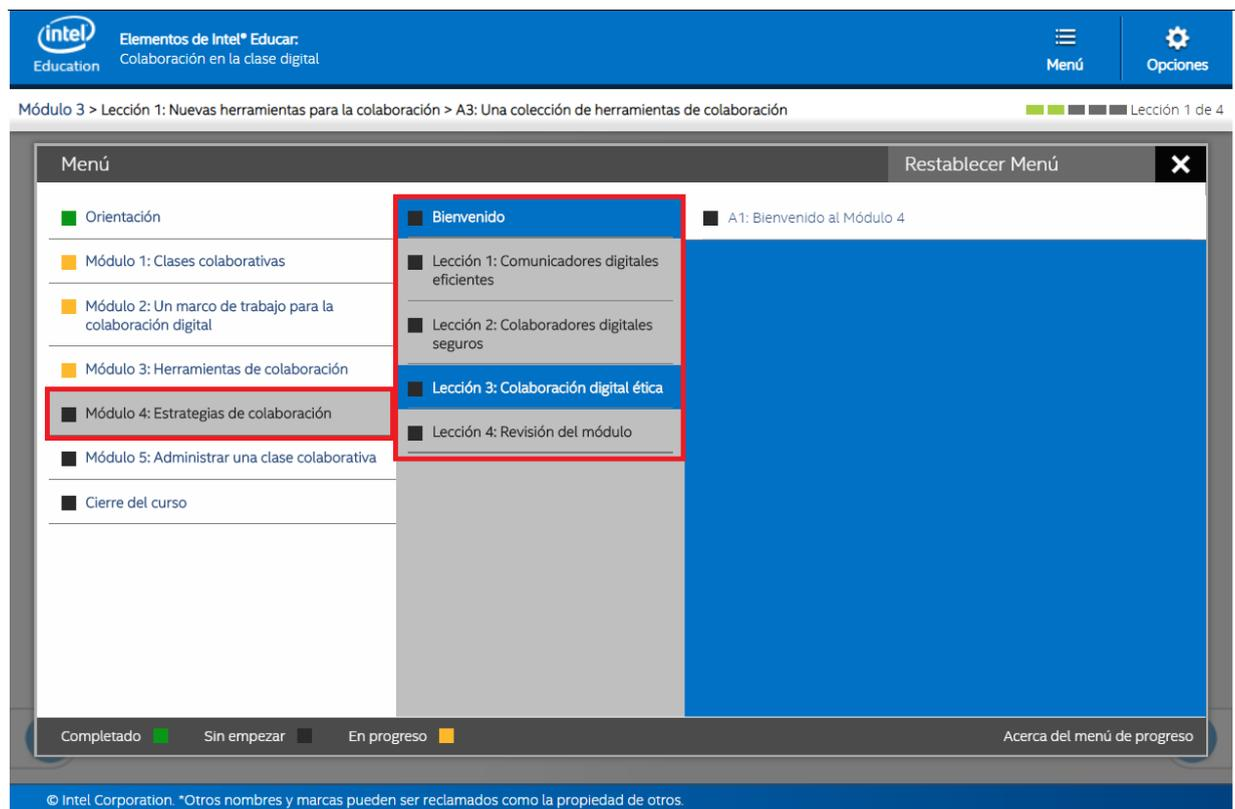 intel
Education
Elementos de Intel® Educar:
Colaboración en la clase digital
Menú
Opciones
Módulo 3 > Lección 1: Nuevas herramientas para la colaboración > A3: Una colección de herramientas de colaboración
Lección 1 de 4
Menú
Restablecer Menú
Orientación
Módulo 1: Clases colaborativas
Módulo 2: Un marco de trabajo para la
colaboración digital
Módulo 3: Herramientas de colaboración
Módulo 4: Estrategias de colaboración
Módulo 5: Administrar una clase colaborativa
Cierre del curso
Bienvenido
Lección 1: Comunicadores digitales
eficientes
Lección 2: Colaboradores digitales
seguros
Lección 3: Colaboración digital ética
Lección 4: Revisión del módulo
A1: Bienvenido al Módulo 4
Completado
Sin empezar
En progreso
Acerca del menú de progreso
© Intel Corporation. *Otros nombres y marcas pueden ser reclamados como la propiedad de otros.